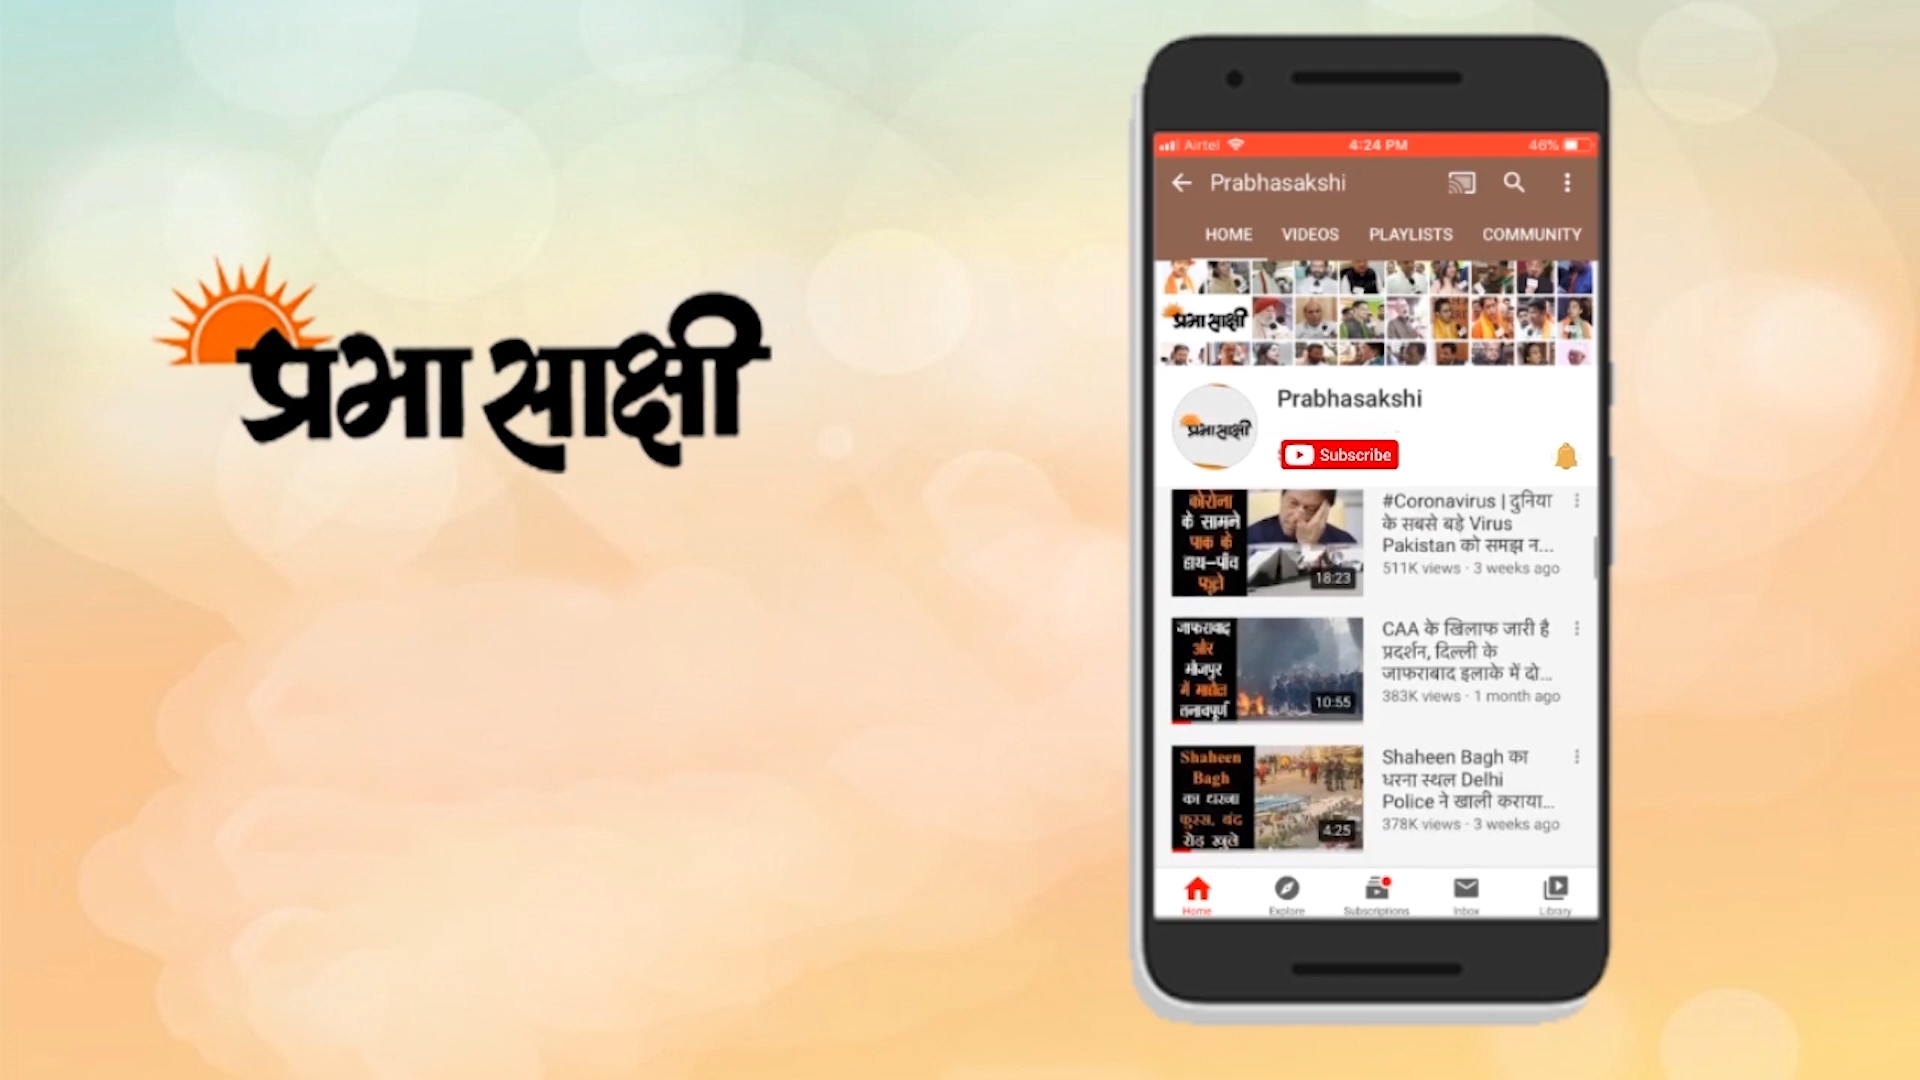 प्रभासाक्षी
Airtel
4:24 PM
46%
Prabhasakshi
HOME VIDEOS PLAYLISTS COMMUNITY
प्रभासाक्षी
Prabhasakshi
प्रभासाक्षी
Subscribe
कोरोना
के सामने
पाक के
हाथ-पाँव
फूले
18:23
#Coronavirus | दुनिया
के सबसे बड़े Virus
Pakistan को समझ न...
511K views · 3 weeks ago
जाफराबाद
और
मौजपुर
में माहौल
तनावपूर्ण
10:55
CAA के खिलाफ जारी है
प्रदर्शन, दिल्ली के
जाफराबाद इलाके में दो...
383K views · 1 month ago
Shaheen
Bagh
का धरना
फुस्स, बंद
रोड खुले
4:25
Shaheen Bagh का
धरना स्थल Delhi
Police ने खाली कराया...
378K views · 3 weeks ago
Home Explore Subscriptions Inbox Library